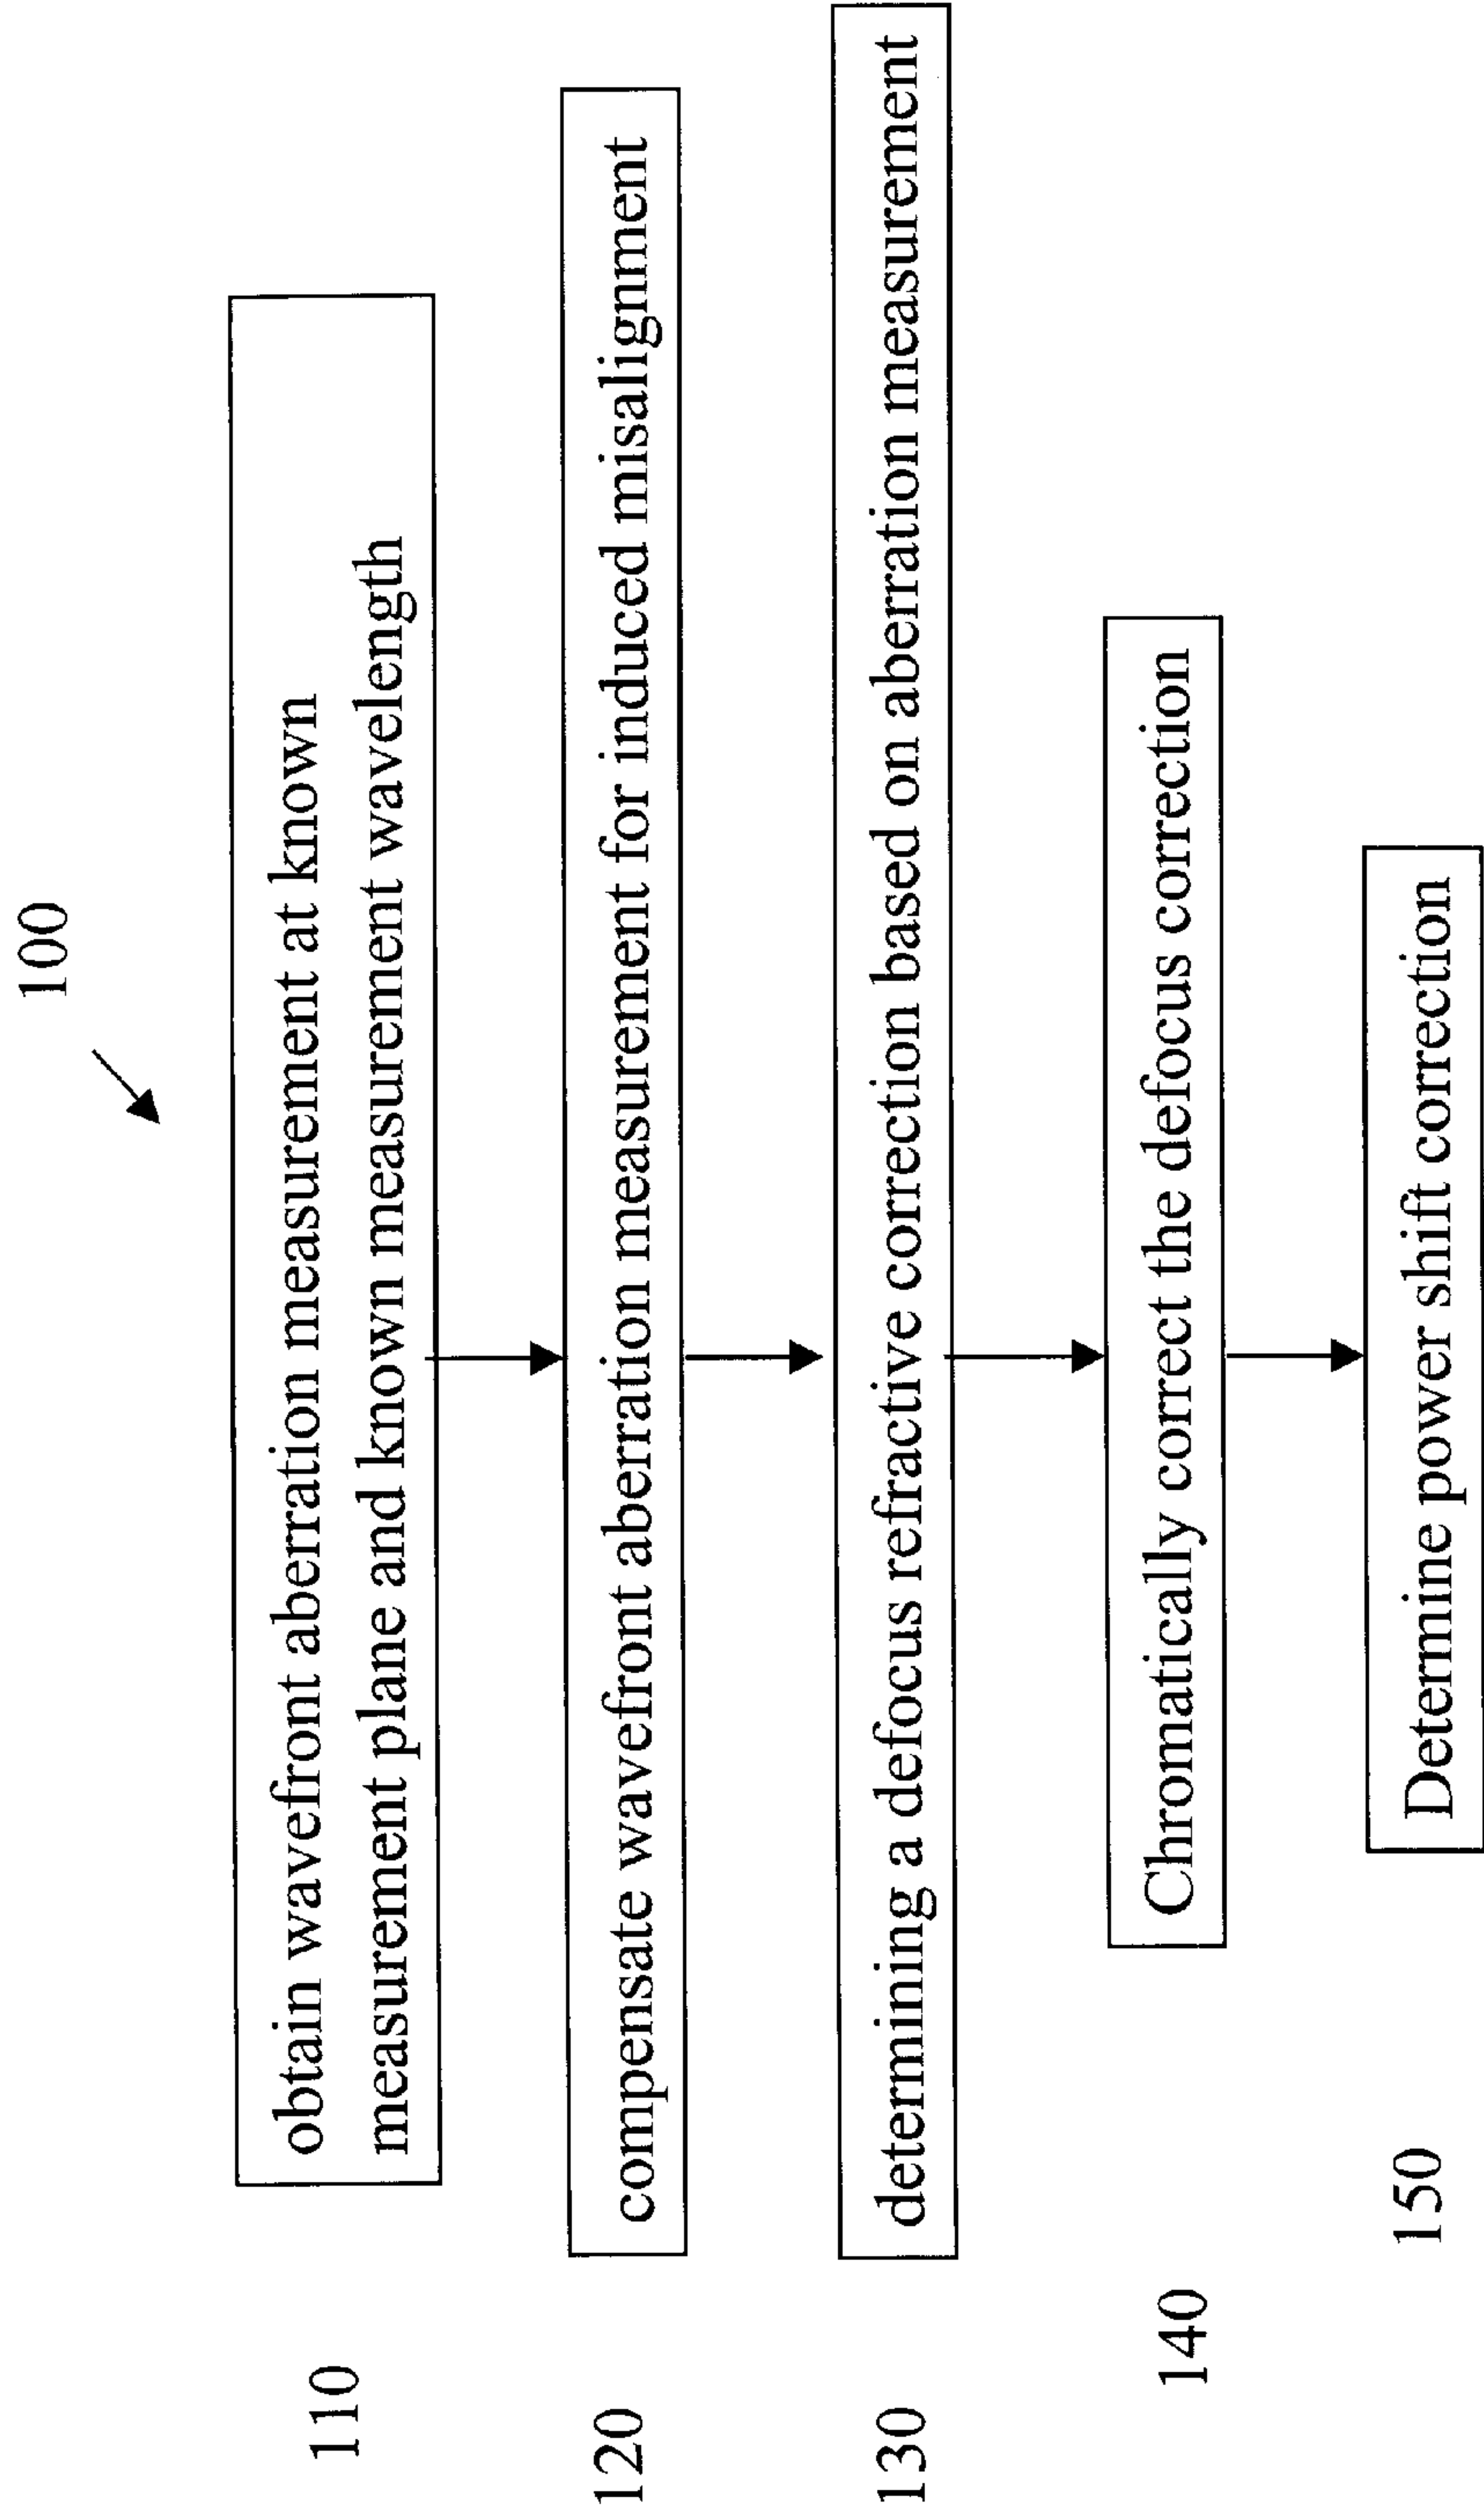 100
110
obtain wavefront aberration measurement at known
measurement plane and known measurement wavelength
120
compensate wavefront aberration measurement for induced misalignment
130
determining a defocus refractive correction based on aberration measurement
140
Chromatically correct the defocus correction
150
Determine power shift correction